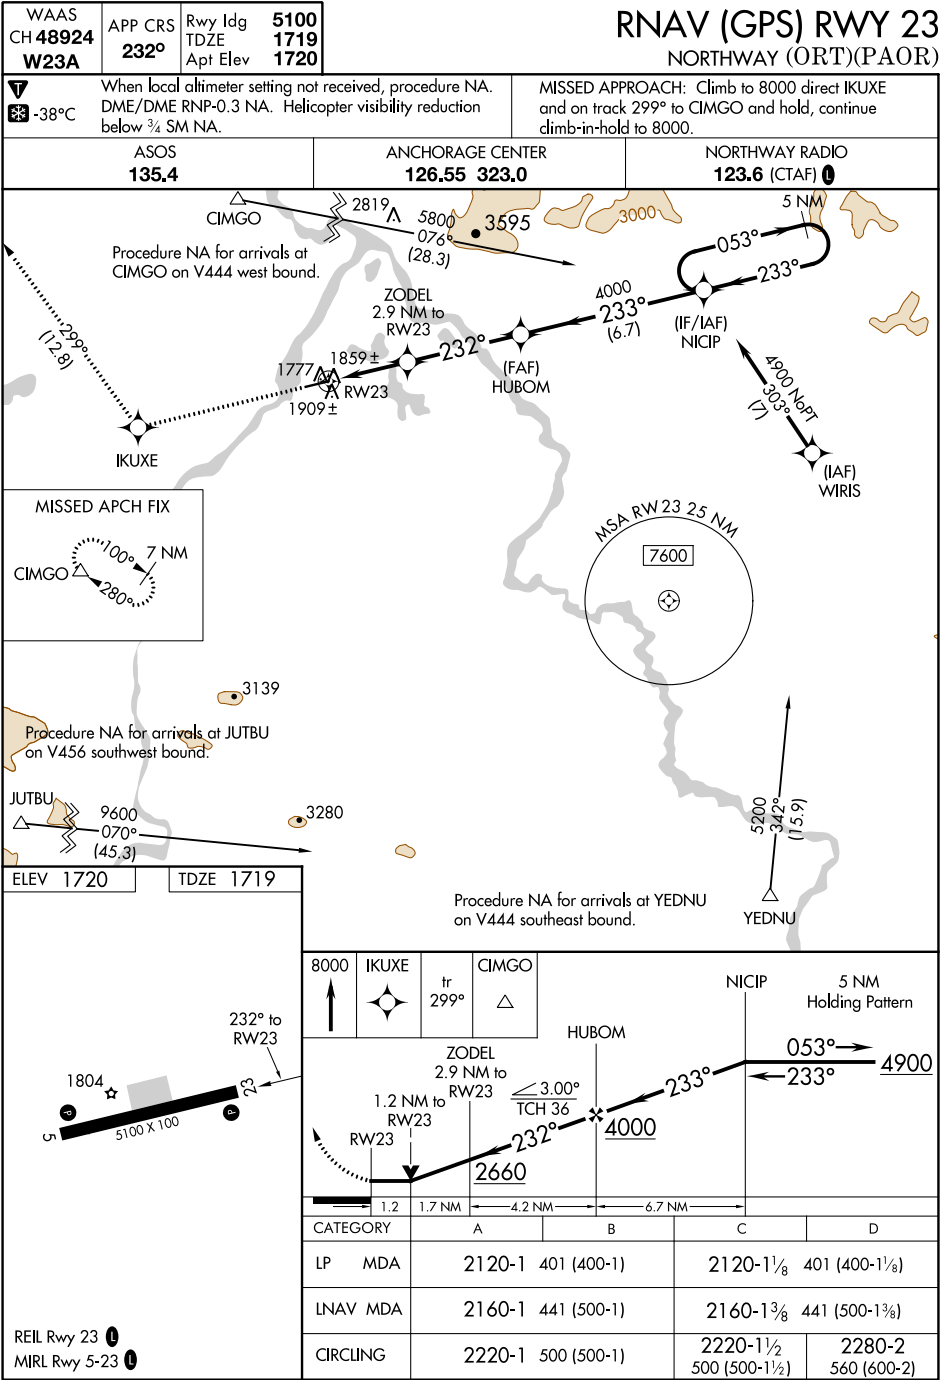 WAAS
CH 48924
W23A
APP CRS
232°
Rwy ldg 5100
TDZE 1719
Apt Elev 1720
RNAV (GPS) RWY 23
NORTHWAY (ORT)(PAOR)
T
-38°C
When local altimeter setting not received, procedure NA.
DME/DME RNP-0.3 NA. Helicopter visibility reduction
below ¾ SM NA.
MISSED APPROACH: Climb to 8000 direct IKUXE
and on track 299° to CIMGO and hold, continue
climb-in-hold to 8000.
ASOS
135.4
ANCHORAGE CENTER
126.55 323.0
NORTHWAY RADIO
123.6 (CTAF) L
CIMGO
2819
5800
076°
(28.3)
3595
3000
5 NM
053°
233°
Procedure NA for arrivals at
CIMGO on V444 west bound.
ZODEL
2.9 NM to
RW23
4000
233°
(6.7)
(IF/IAF)
NICIP
299°
(12.8)
232°
(FAF)
HUBOM
1859±
1777
RW23
1909±
4900 NoPT
303°
(7)
IKUXE
(IAF)
WIRIS
MISSED APCH FIX
CIMGO
100°
7 NM
280°
MSA RW23 25 NM
7600
3139
Procedure NA for arrivals at JUTBU
on V456 southwest bound.
JUTBU
9600
070°
(45.3)
3280
5200
342°
(15.9)
Procedure NA for arrivals at YEDNU
on V444 southeast bound.
YEDNU
ELEV 1720
TDZE 1719
232° to
RW23
1804
23
P
P
5
5100 X 100
REIL Rwy 23 L
MIRL Rwy 5-23 L
8000
IKUXE
tr
299°
CIMGO
NICIP
5 NM
Holding Pattern
HUBOM
053°
4900
233°
ZODEL
2.9 NM to
RW23
3.00°
TCH 36
233°
1.2 NM to
RW23
4000
RW23
232°
2660
1.2
1.7 NM
4.2 NM
6.7 NM
CATEGORY A B C D
LP MDA 2120-1 401 (400-1) 2120-1⅛ 401 (400-1⅛)
LNAV MDA 2160-1 441 (500-1) 2160-1⅜ 441 (500-1⅜)
CIRCLING 2220-1 500 (500-1) 2220-1½ 2280-2
500 (500-1½) 560 (600-2)